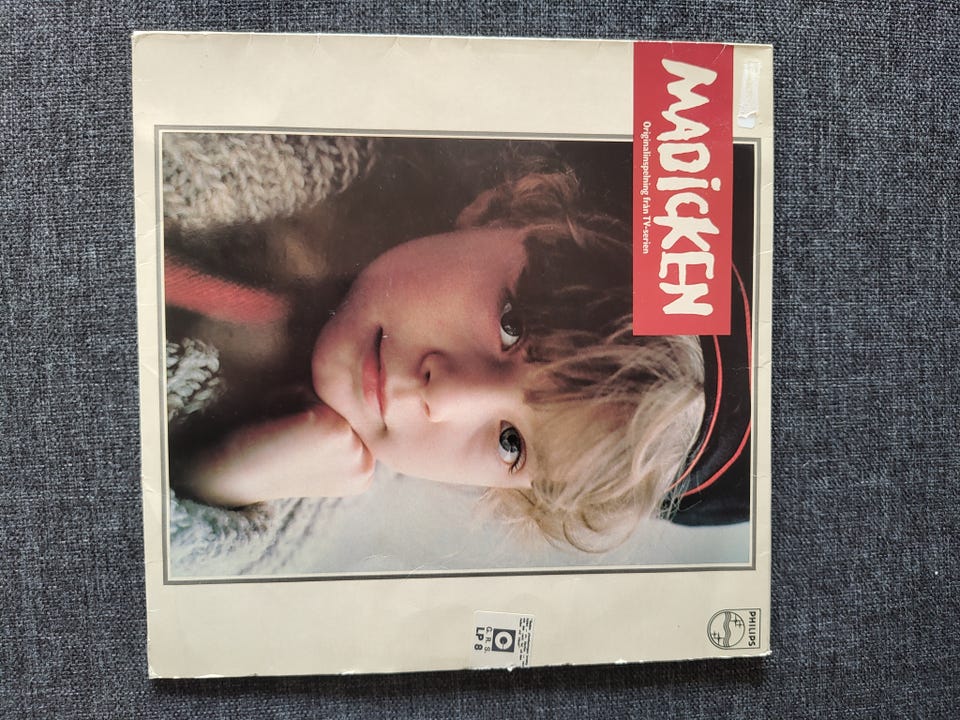 MADICKEN
Originalinspelning från TV-serien
PHILIPS
G. R. S.
LP 8